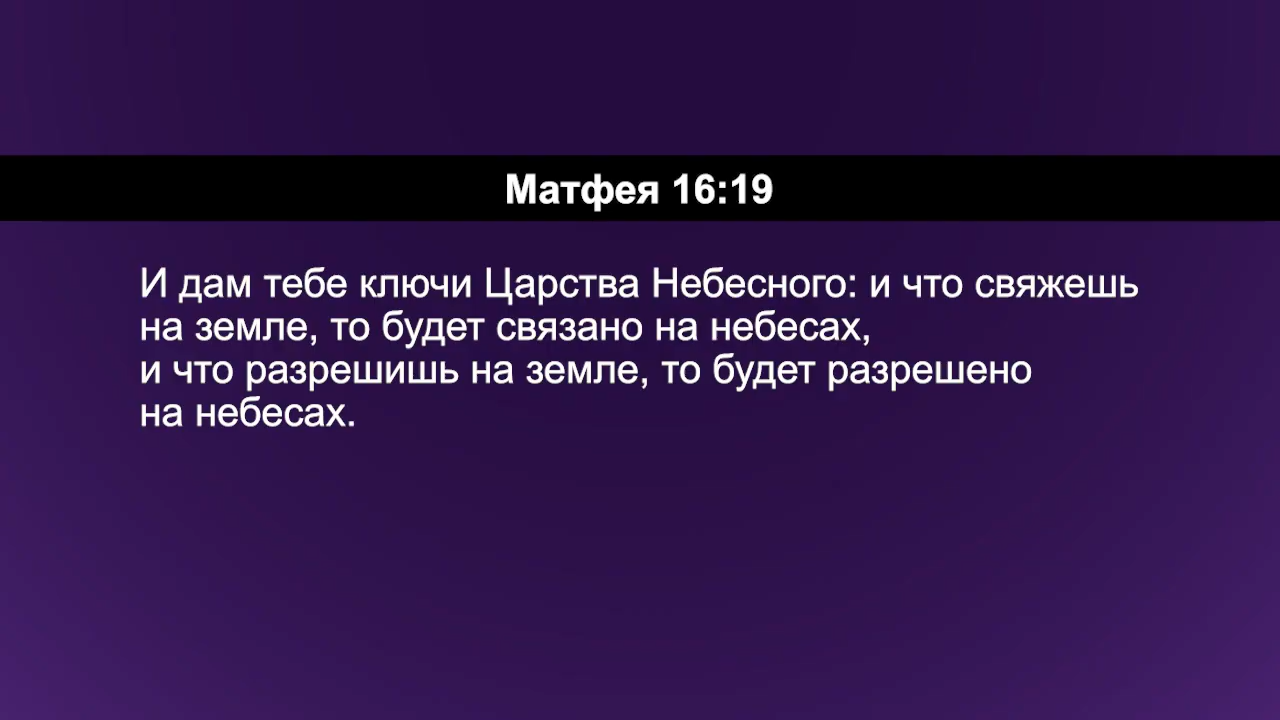 Матфея 16:19
И дам тебе ключи Царства Небесного: и что свяжешь
на земле, то будет связано на небесах,
и что разрешишь на земле, то будет разрешено
на небесах.